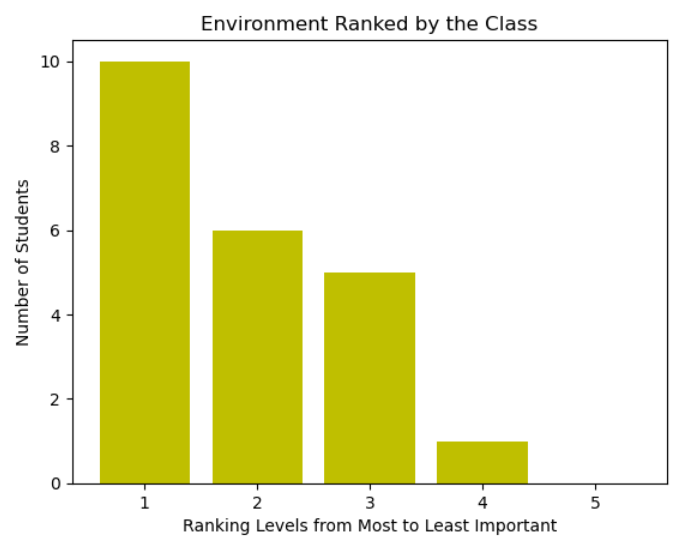 Environment Ranked by the Class
10
8
6
4
2
0
Number of Students
1 2 3 4 5
Ranking Levels from Most to Least Important